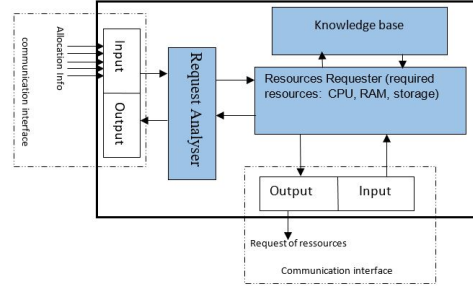 Knowledge base
communication interface
Allocation Info
Input
Output
Request Analyser
Resources Requester (required
resources:  CPU, RAM, storage)
Output
Input
Request of ressources
Communication interface